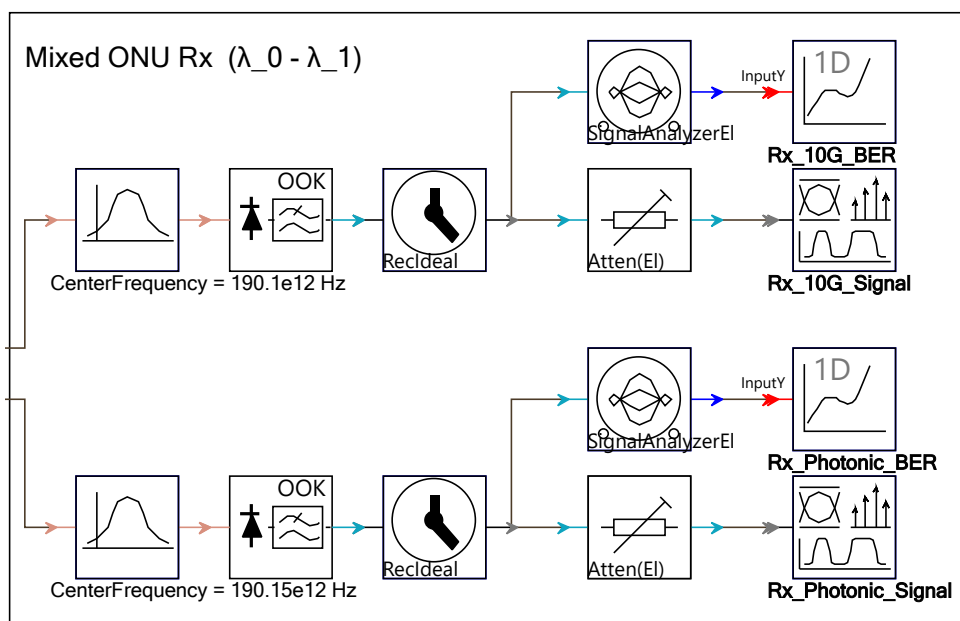 Mixed ONU Rx  (λ_0 - λ_1)
InputY
1D
SignalAnalyzerEl
Rx_10G_BER
OOK
RecIdeal
Atten(El)
CenterFrequency = 190.1e12 Hz
Rx_10G_Signal
InputY
1D
SignalAnalyzerEl
Rx_Photonic_BER
OOK
RecIdeal
Atten(El)
CenterFrequency = 190.15e12 Hz
Rx_Photonic_Signal